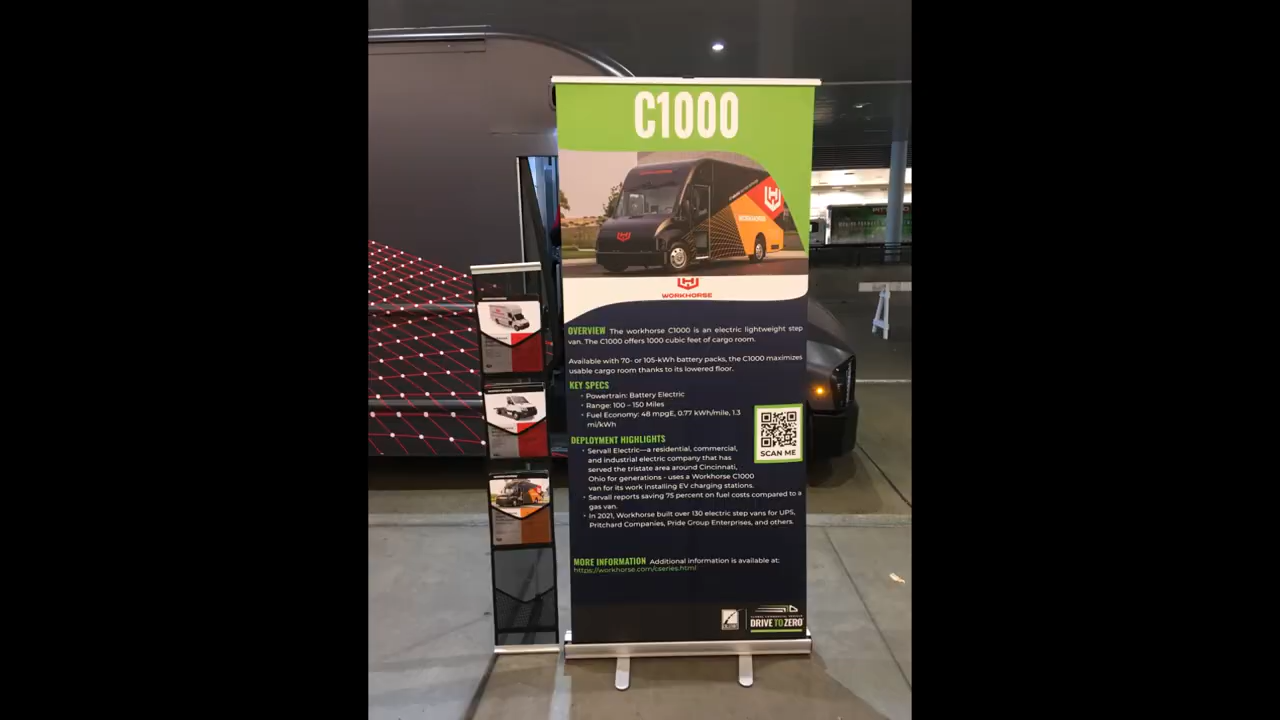 C1000
WORKHORSE
WORKHORSE
OVERVIEW The workhorse C1000 is an electric lightweight step
van. The C1000 offers 1000 cubic feet of cargo room.
Available with 70- or 105-kWh battery packs, the C1000 maximizes
usable cargo room thanks to its lowered floor.
KEY SPECS
• Powertrain: Battery Electric
• Range: 100 – 150 Miles
• Fuel Economy: 48 mpgE, 0.77 kWh/mile, 1.3
mi/kWh
SCAN ME
DEPLOYMENT HIGHLIGHTS
• Servall Electric—a residential, commercial,
and industrial electric company that has
served the tristate area around Cincinnati,
Ohio for generations - uses a Workhorse C1000
van for its work installing EV charging stations.
• Servall reports saving 75 percent on fuel costs compared to a
gas van.
• In 2021, Workhorse built over 130 electric step vans for UPS,
Pritchard Companies, Pride Group Enterprises, and others.
MORE INFORMATION Additional information is available at:
https://workhorse.com/cseries.html
DRIVE TO ZERO